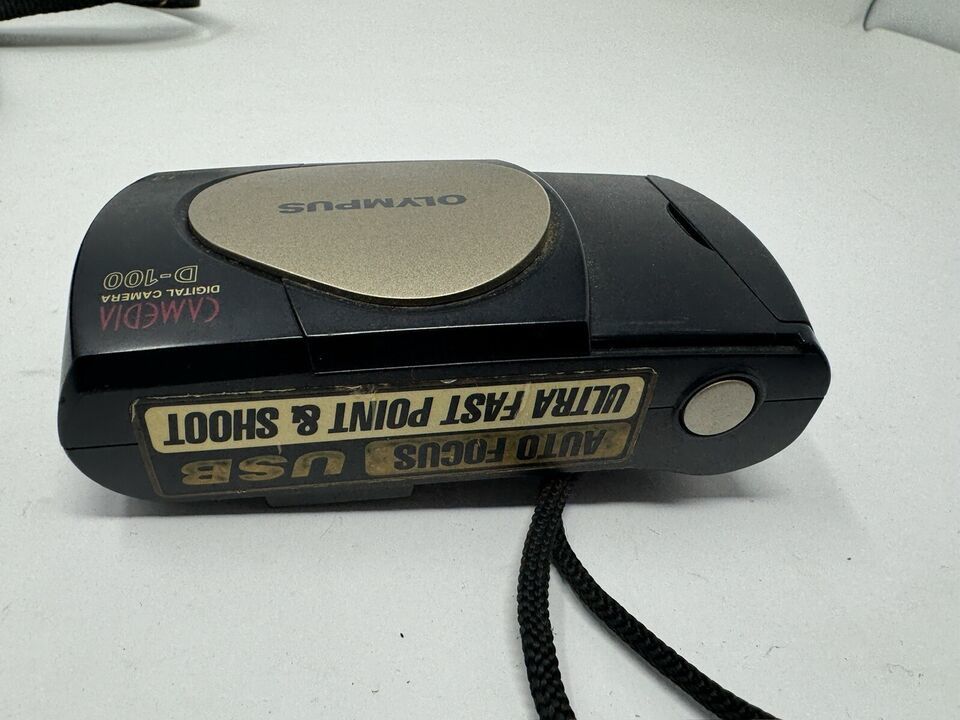 OLYMPUS
CAMEDIA
DIGITAL CAMERA
D-100
AUTO FOCUS USB
ULTRA FAST POINT & SHOOT